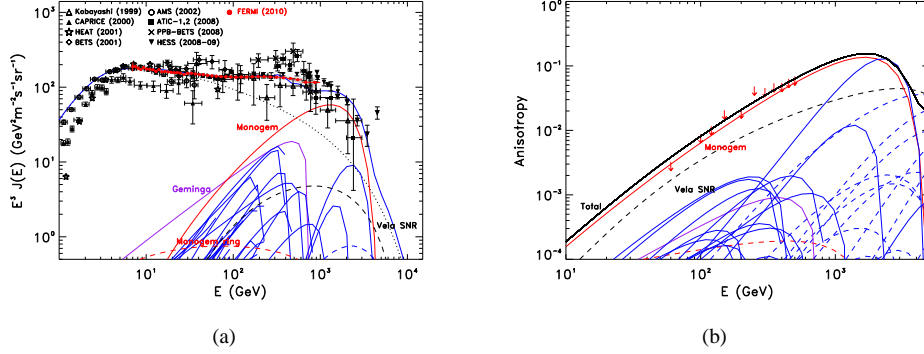 Kobayashi (1999)
CAPRICE (2000)
HEAT (2001)
BETS (2001)
AMS (2002)
ATIC-1,2 (2008)
PPB-BETS (2008)
HESS (2008-09)
FERMI (2010)
E³ J(E) (GeV²m⁻²s⁻¹sr⁻¹)
10³
10²
10¹
10⁰
Monogem
Geminga
Vela SNR
Monogem ring
10¹ 10² 10³ 10⁴
E (GeV)
(a)
Anisotropy
10⁻¹
10⁻²
10⁻³
10⁻⁴
Monogem
Vela SNR
Total
10 10² 10³
E (GeV)
(b)